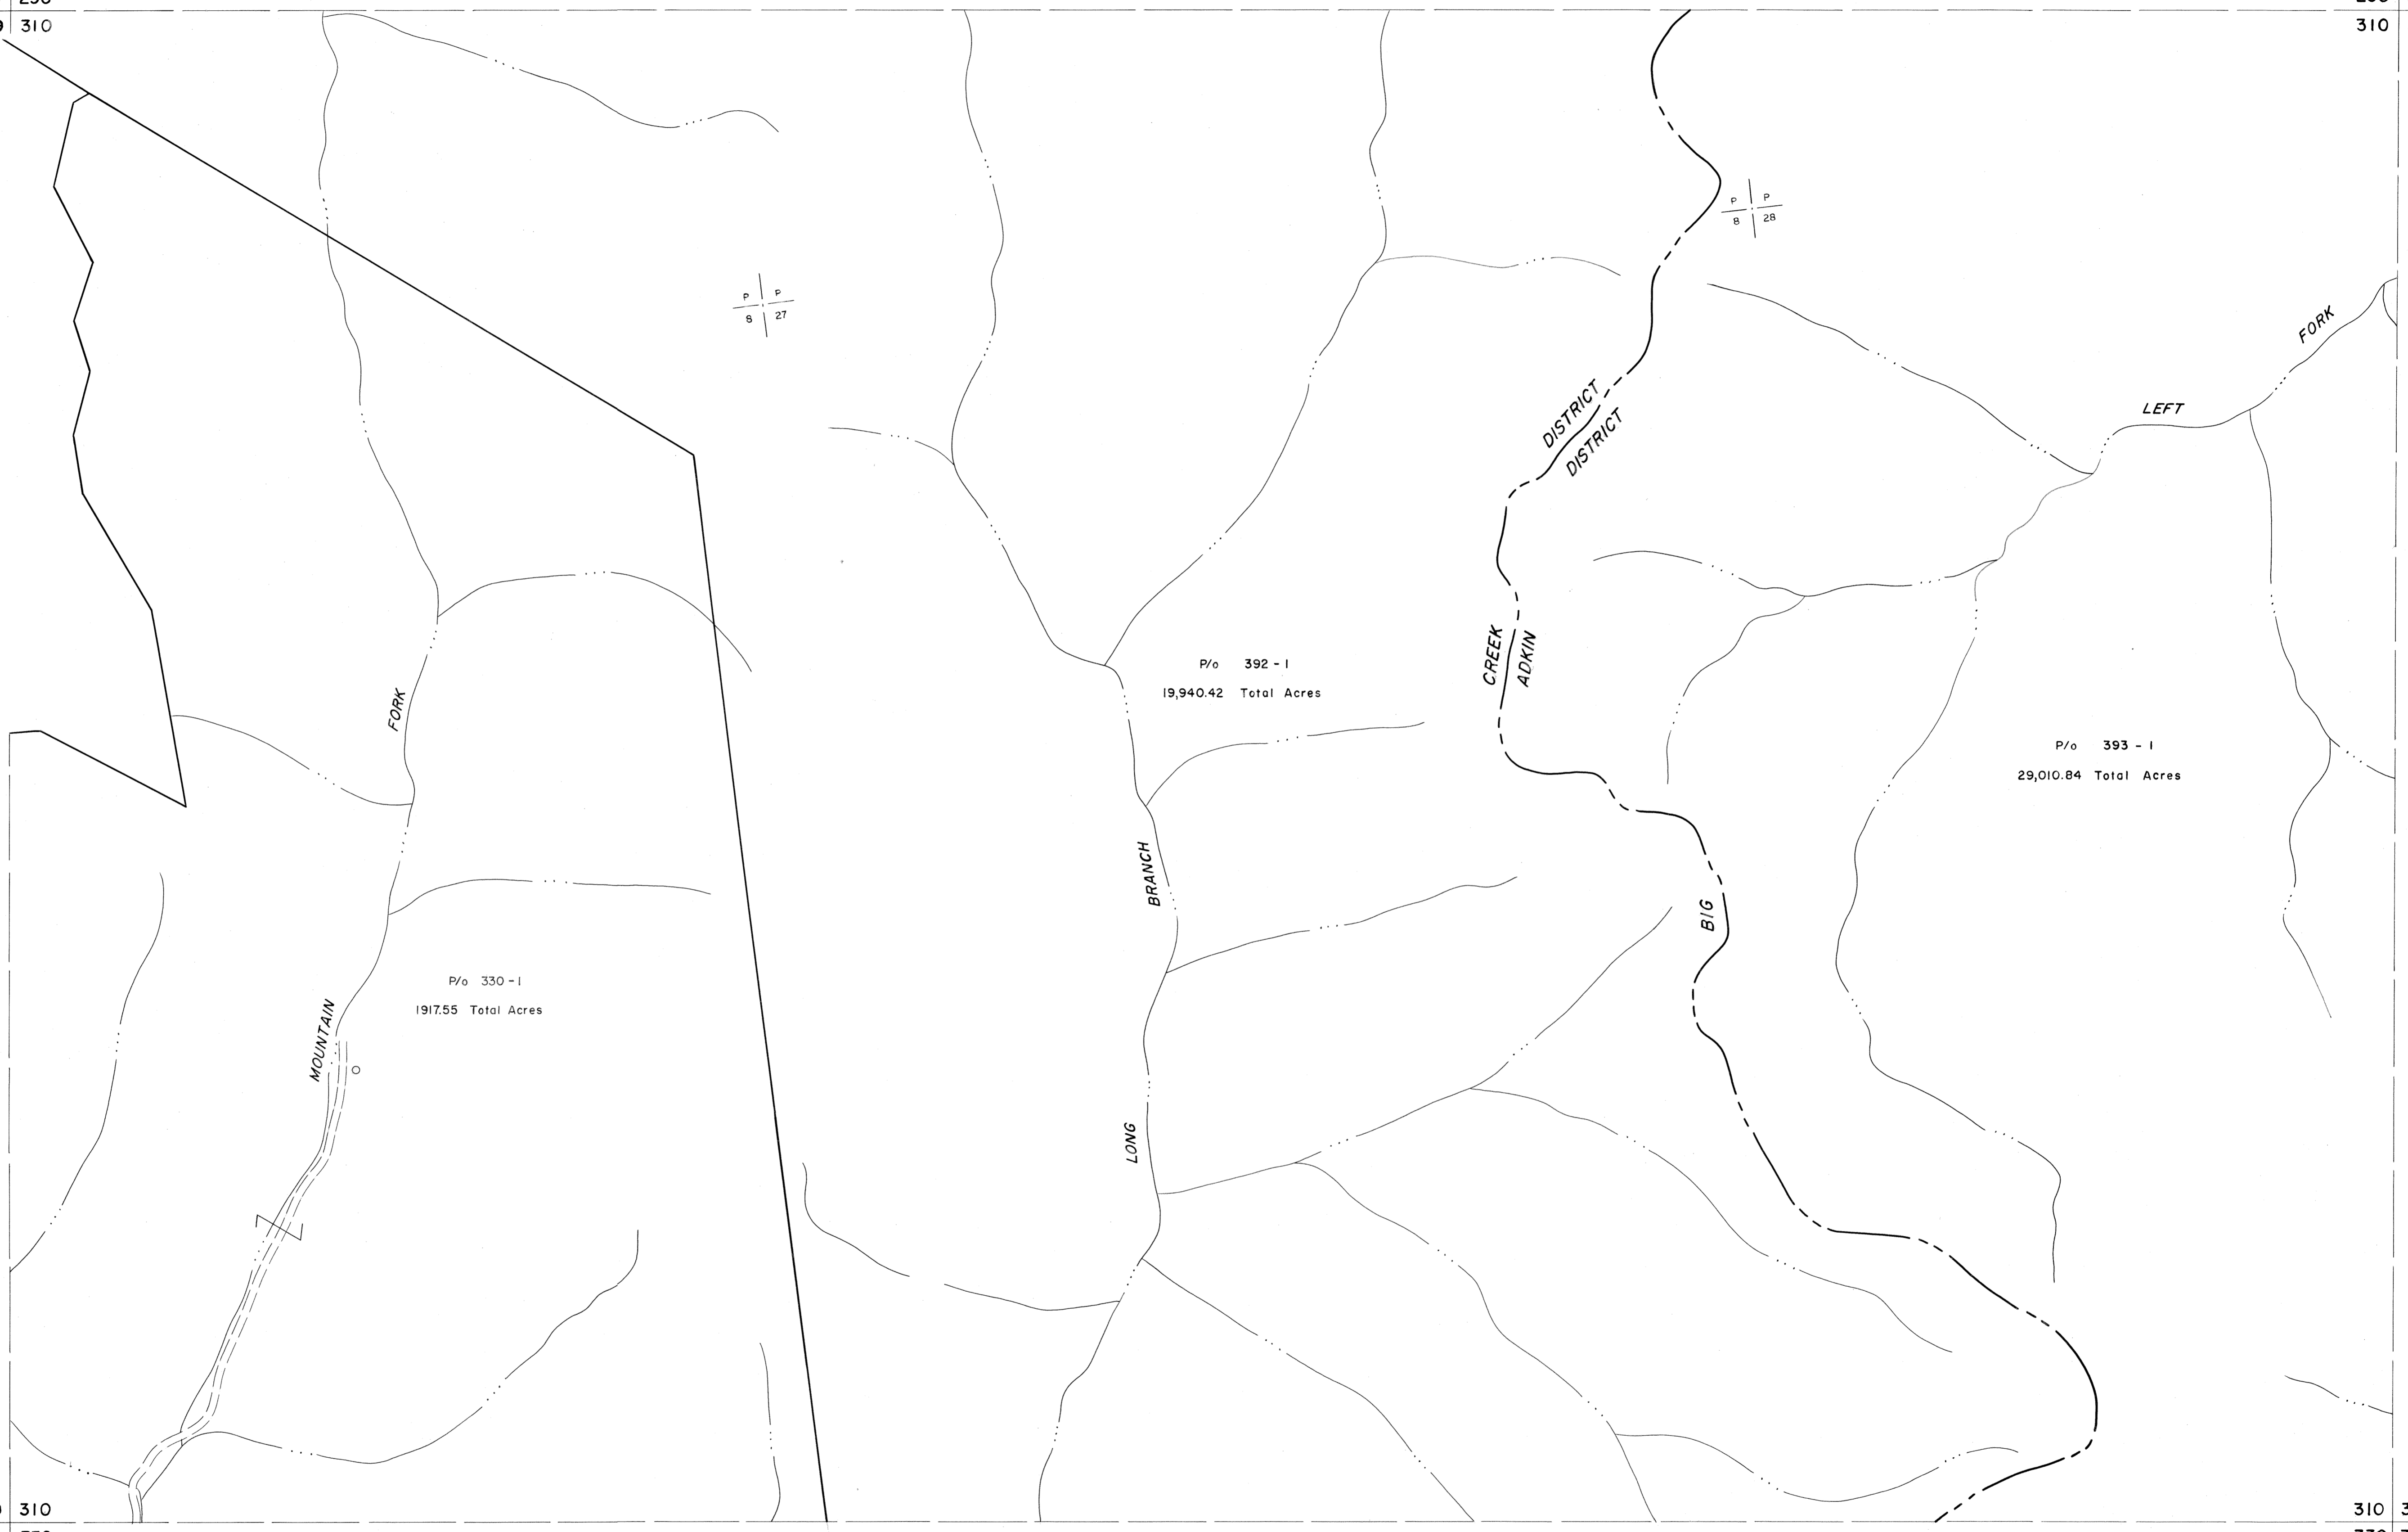 310
310
P P
8 28
P P
8 27
FORK
LEFT
DISTRICT
DISTRICT
CREEK
ADKIN
P/o 392-1
19,940.42 Total Acres
FORK
P/o 393-1
29,010.84 Total Acres
BRANCH
BIG
P/o 330-1
1917.55 Total Acres
MOUNTAIN
LONG
310
310